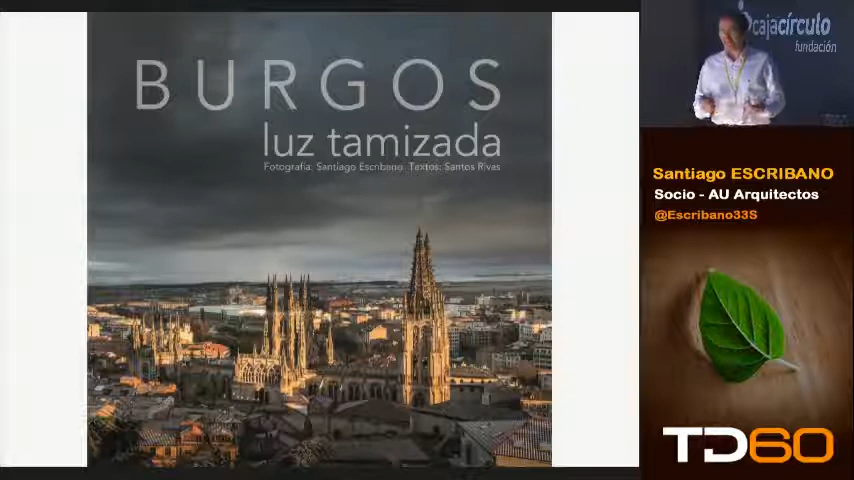 BURGOS
luz tamizada
Fotografía: Santiago Escribano Textos: Santos Rivas
cajacírculo
fundación
Santiago ESCRIBANO
Socio - AU Arquitectos
@Escribano33S
TD60